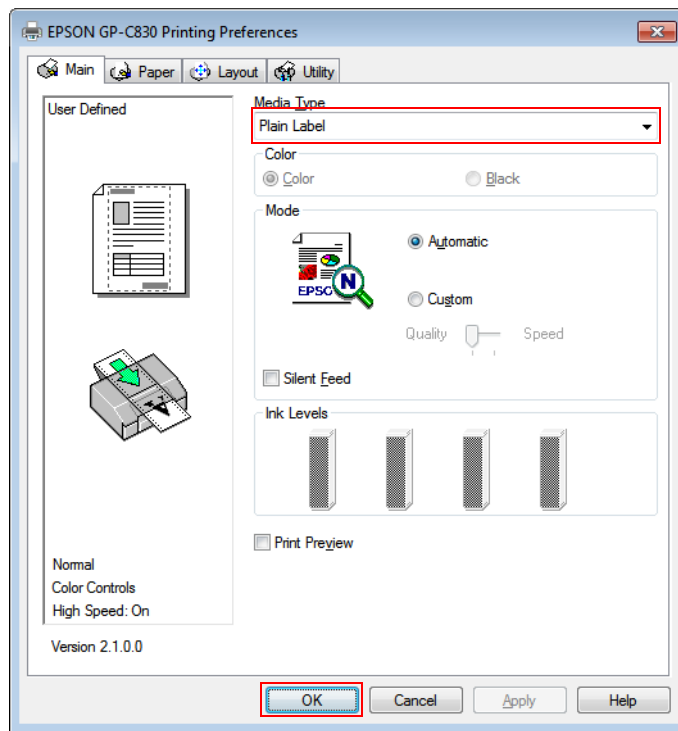 EPSON GP-C830 Printing Preferences
Main
Paper
Layout
Utility
User Defined
Normal
Color Controls
High Speed: On
Version 2.1.0.0
Media Type
Plain Label
Color
Color
Black
Mode
EPSO
N
Automatic
Custom
Quality
Speed
Silent Feed
Ink Levels
Print Preview
OK
Cancel
Apply
Help